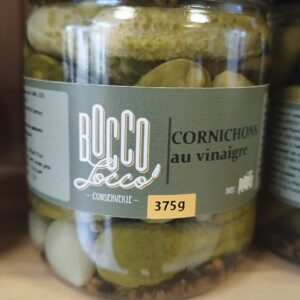 BOCCO
Locco'
CONSERVERIE
CORNICHONS
au vinaigre
375g